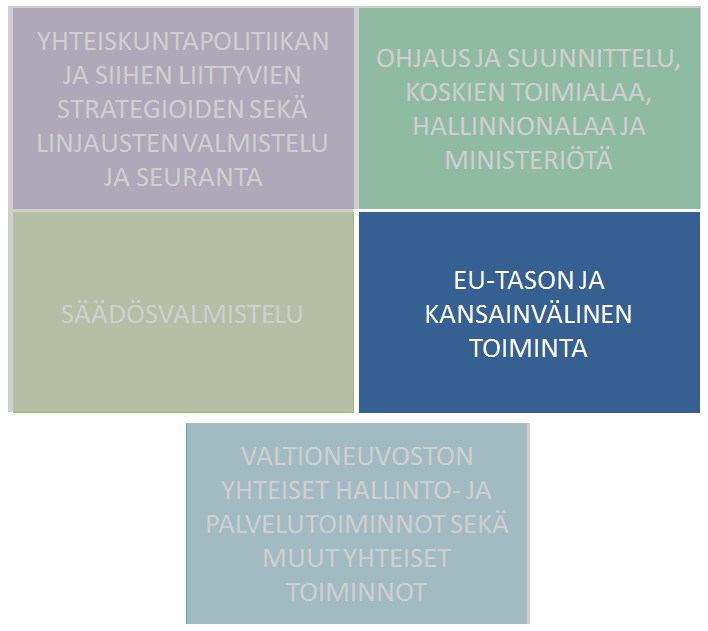 YHTEISKUNTAPOLITIIKAN
JA SIIHEN LIITTYVIEN
STRATEGIOIDEN SEKÄ
LINJAUSTEN VALMISTELU
JA SEURANTA
OHJAUS JA SUUNNITTELU,
KOSKIEN TOIMIALAA,
HALLINNONALAA JA
MINISTERIÖTÄ
SÄÄDÖSVALMISTELU
EU-TASON JA
KANSAINVÄLINEN
TOIMINTA
VALTIONEUVOSTON
YHTEISET HALLINTO- JA
PALVELUTOIMINNOT SEKÄ
MUUT YHTEISET
TOIMINNOT